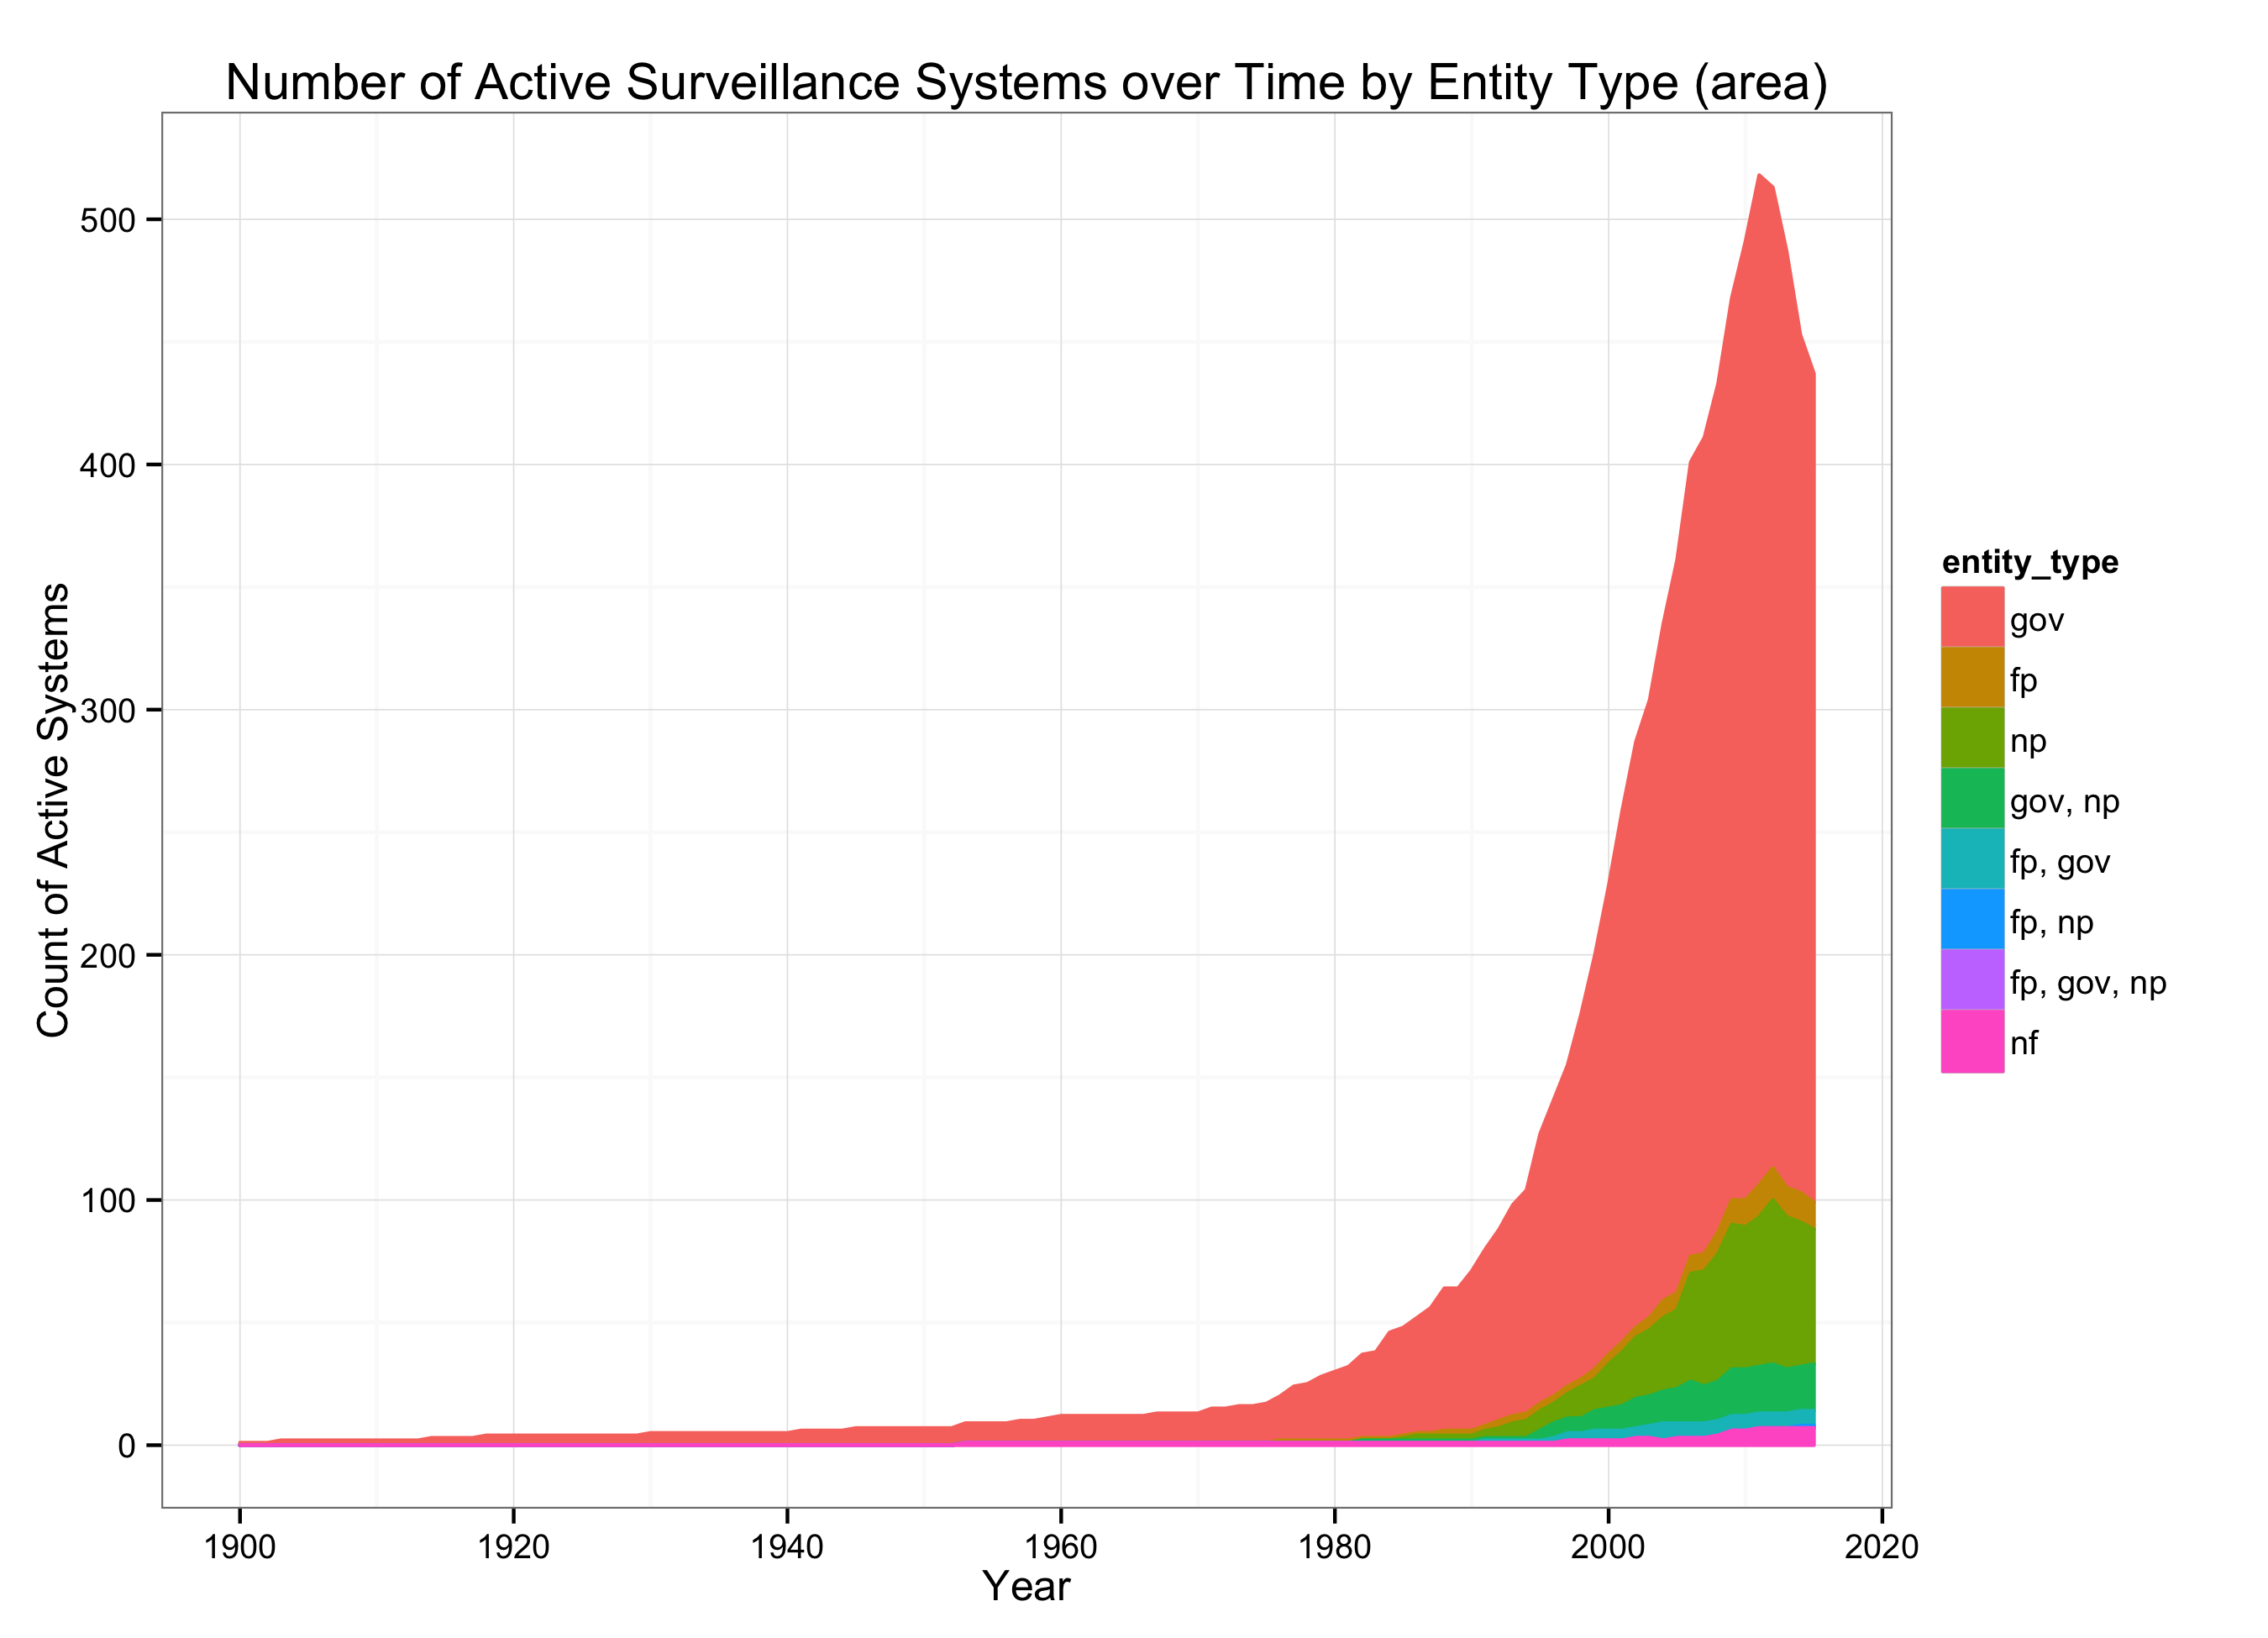 Number of Active Surveillance Systems over Time by Entity Type (area)
Count of Active Systems
500
400
300
200
100
0
1900
1920
1940
1960
1980
2000
2020
Year
entity_type
gov
fp
np
gov, np
fp, gov
fp, np
fp, gov, np
nf